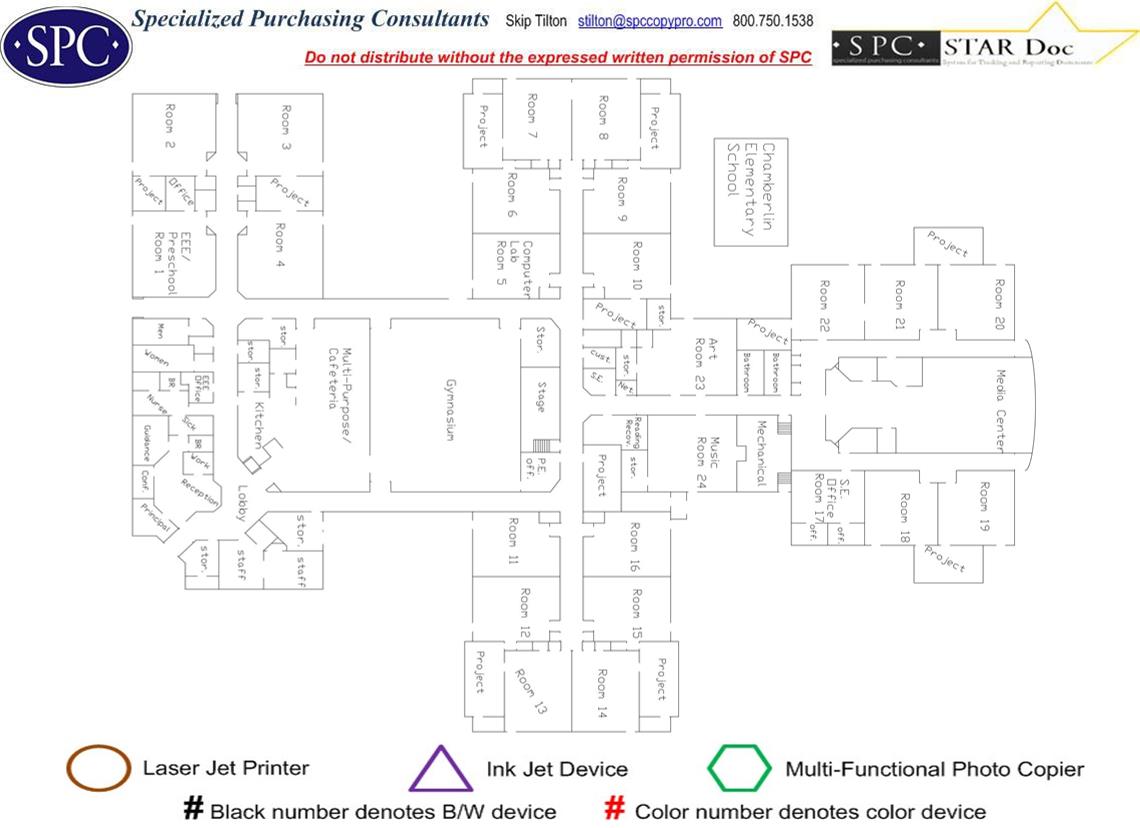 SPC
Specialized Purchasing Consultants Skip Tilton stilton@spccopypro.com 800.750.1538
Do not distribute without the expressed written permission of SPC
SPC STAR Doc
specialized purchasing consultants System for Tracking and Reporting Documents
Room 2
Room 3
Project
Room 7
Room 8
Project
Chamberlin
Elementary
School
Project
Office
Project
Room 6
Room 9
EEE/
Preschool
Room 1
Room 4
Computer
Lab
Room 5
Room 10
Project
Room 22
Room 21
Room 20
Project
stor.
Project
Men
Women
BR
EEE
Office
Nurse
Sick
BR
Guidance
Work
Conf.
Reception
Principal
stor.
stor.
stor.
Kitchen
Lobby
Multi-Purpose/
Cafeteria
Gymnasium
Stor.
Stage
P.E.
off.
cust.
S.E.
stor.
Net.
Art
Room 23
Bathroom
Bathroom
Media Center
Reading
Recov.
stor.
Project
Music
Room 24
Mechanical
S.E.
Office
Room 17
off.
off.
Room 18
Room 19
Project
stor.
stor.
staff
staff
Room 11
Room 16
Room 12
Room 15
Project
Room 13
Room 14
Project
Laser Jet Printer
Ink Jet Device
Multi-Functional Photo Copier
# Black number denotes B/W device
# Color number denotes color device